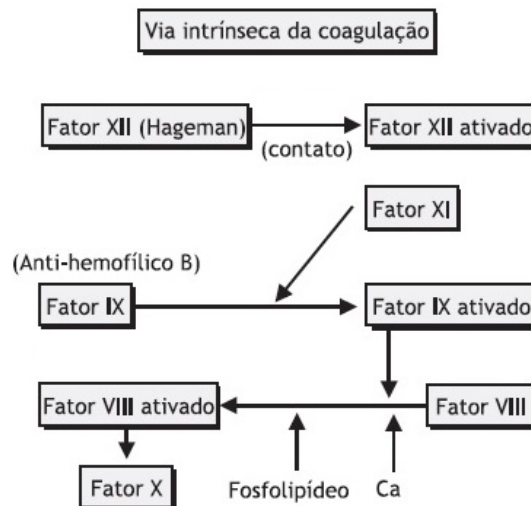 Via intrínseca da coagulação
Fator XII (Hageman)
(contato)
Fator XII ativado
Fator XI
(Anti-hemofílico B)
Fator IX
Fator IX ativado
Fator VIII ativado
Fator VIII
Fator X
Fosfolipídeo
Ca